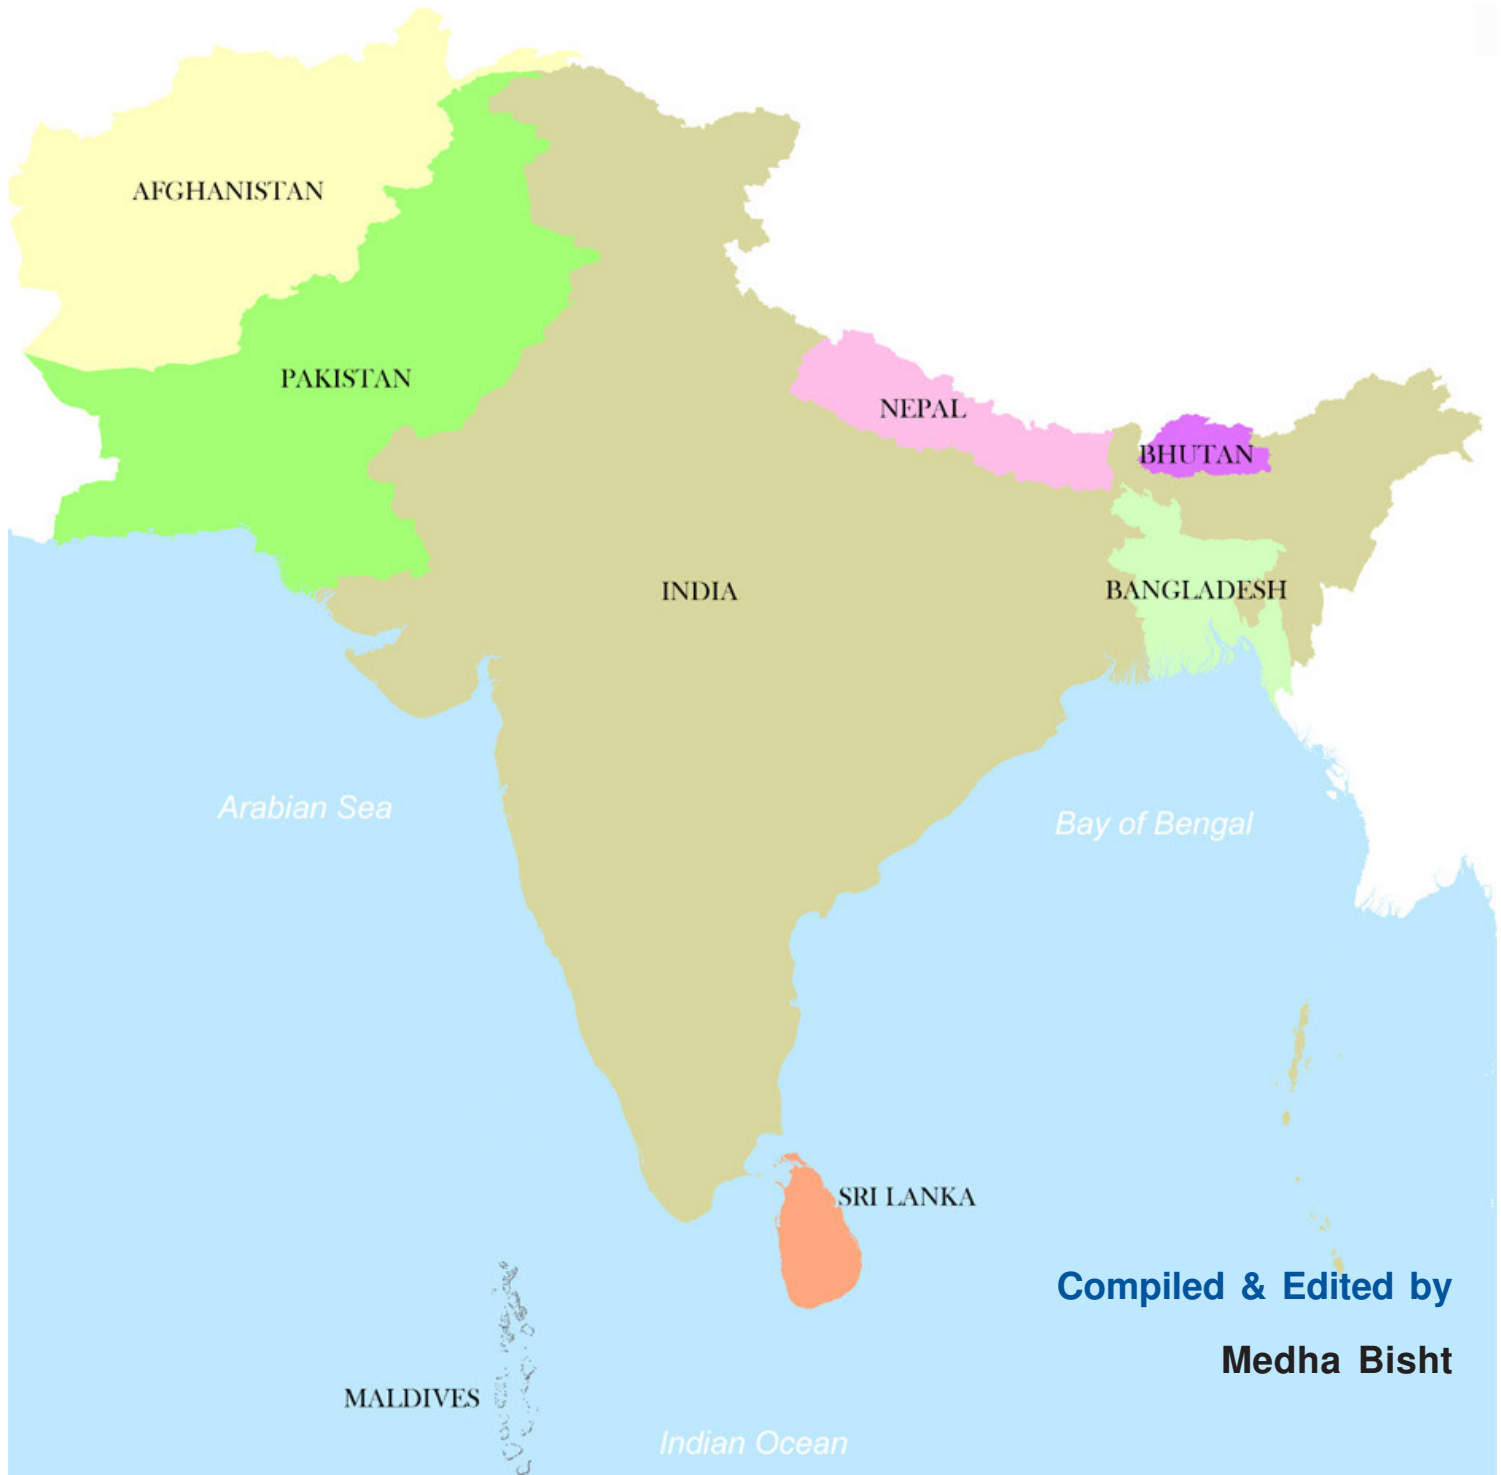 AFGHANISTAN
PAKISTAN
NEPAL
BHUTAN
INDIA
BANGLADESH
Arabian Sea
Bay of Bengal
SRI LANKA
Compiled & Edited by
Medha Bisht
MALDIVES
Indian Ocean